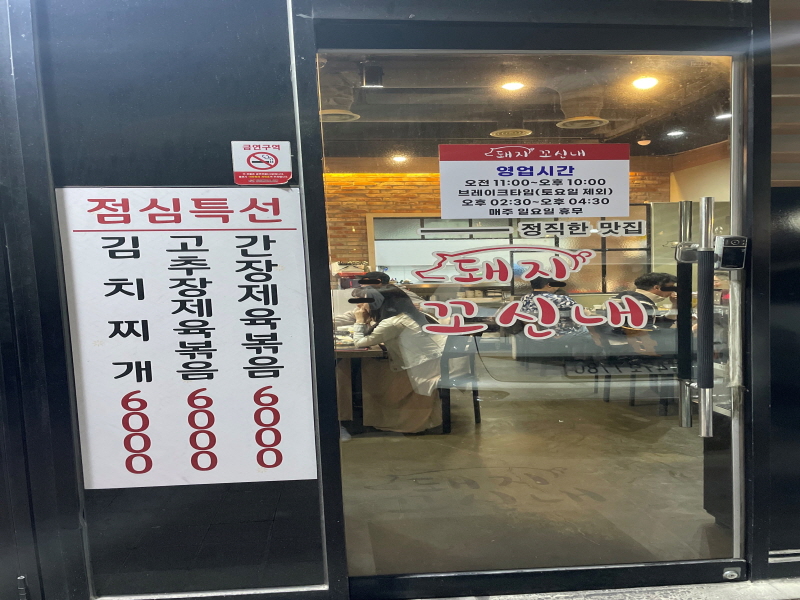 금연구역
점심특선
김치찌개 6000
고추장제육볶음 6000
간장제육볶음 6000
돼지 꼬신내
영업시간
오전 11:00~오후 10:00
브레이크타임(토요일 제외)
오후 02:30~오후 04:30
매주 일요일 휴무
정직한 맛집
돼지
꼬신내